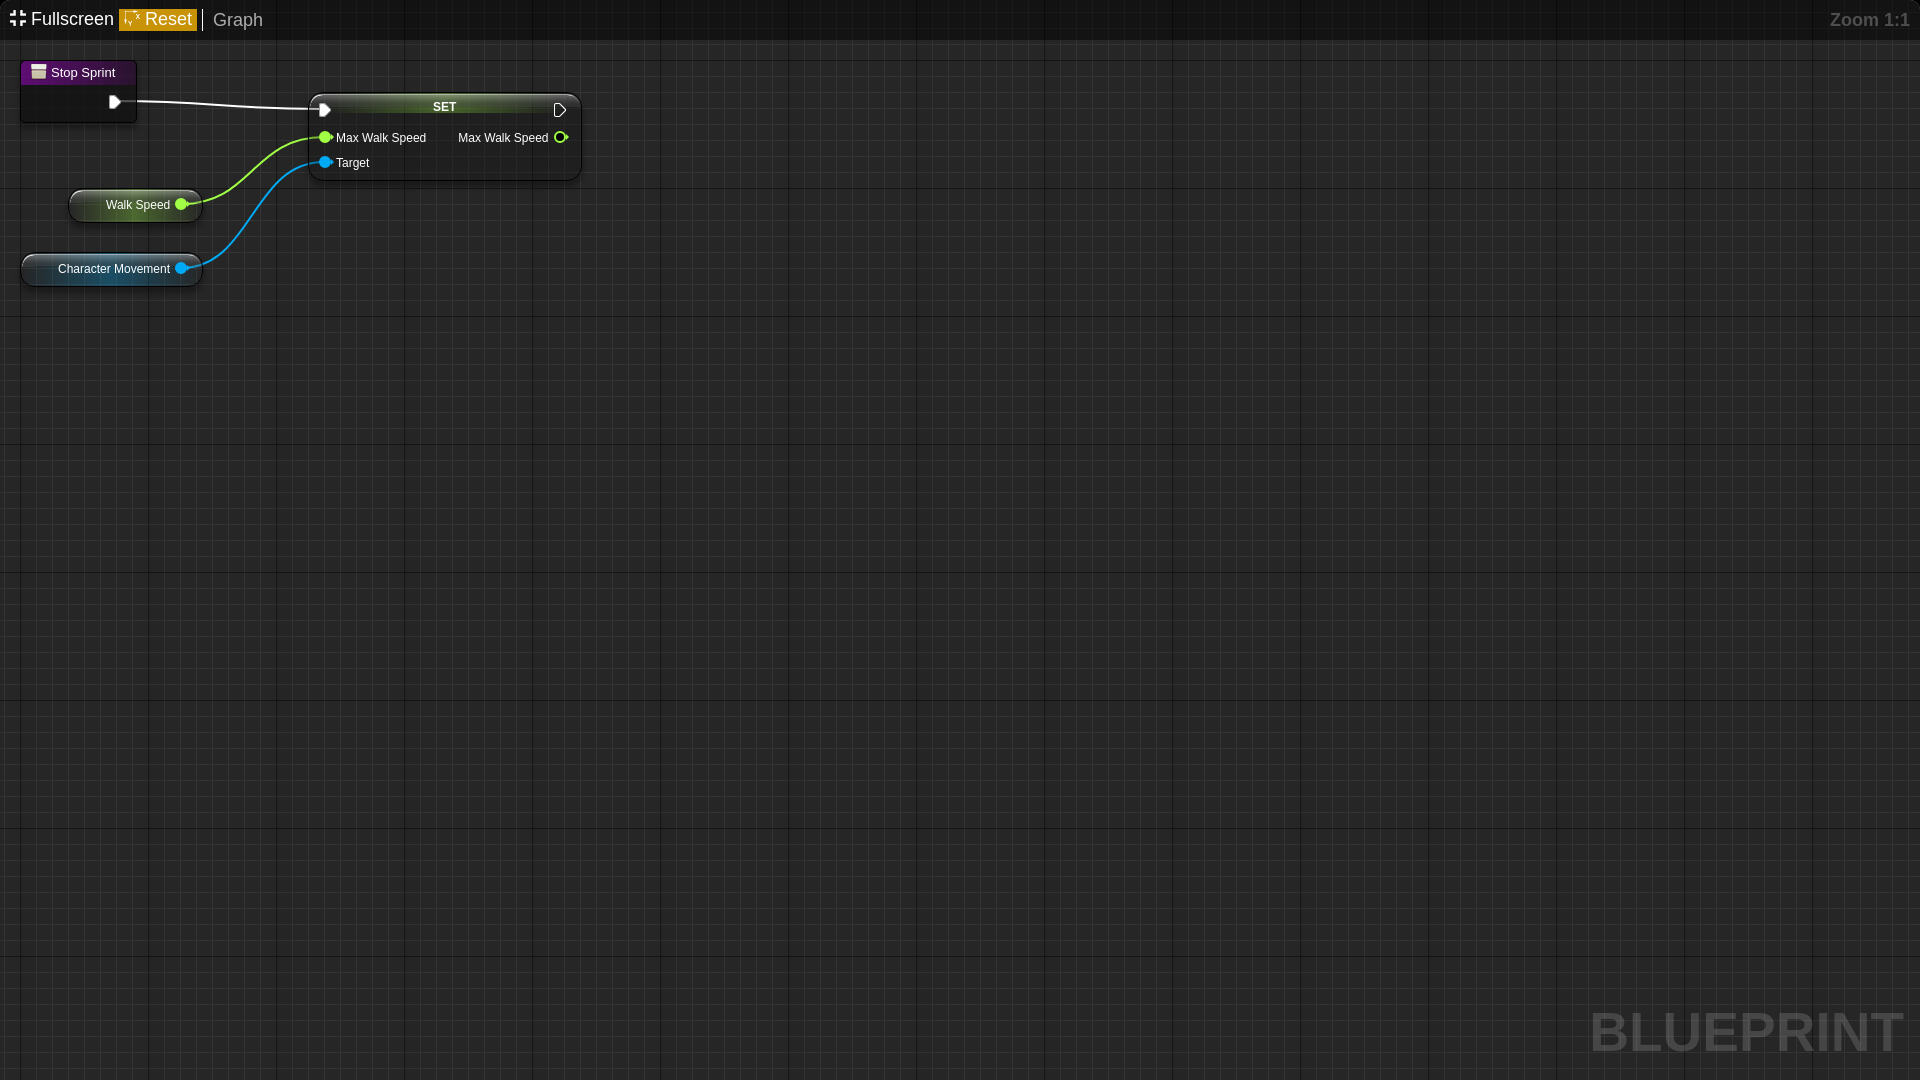 Fullscreen Reset Graph Zoom 1:1
Stop Sprint
SET
Max Walk Speed Max Walk Speed
Target
Walk Speed
Character Movement
BLUEPRINT